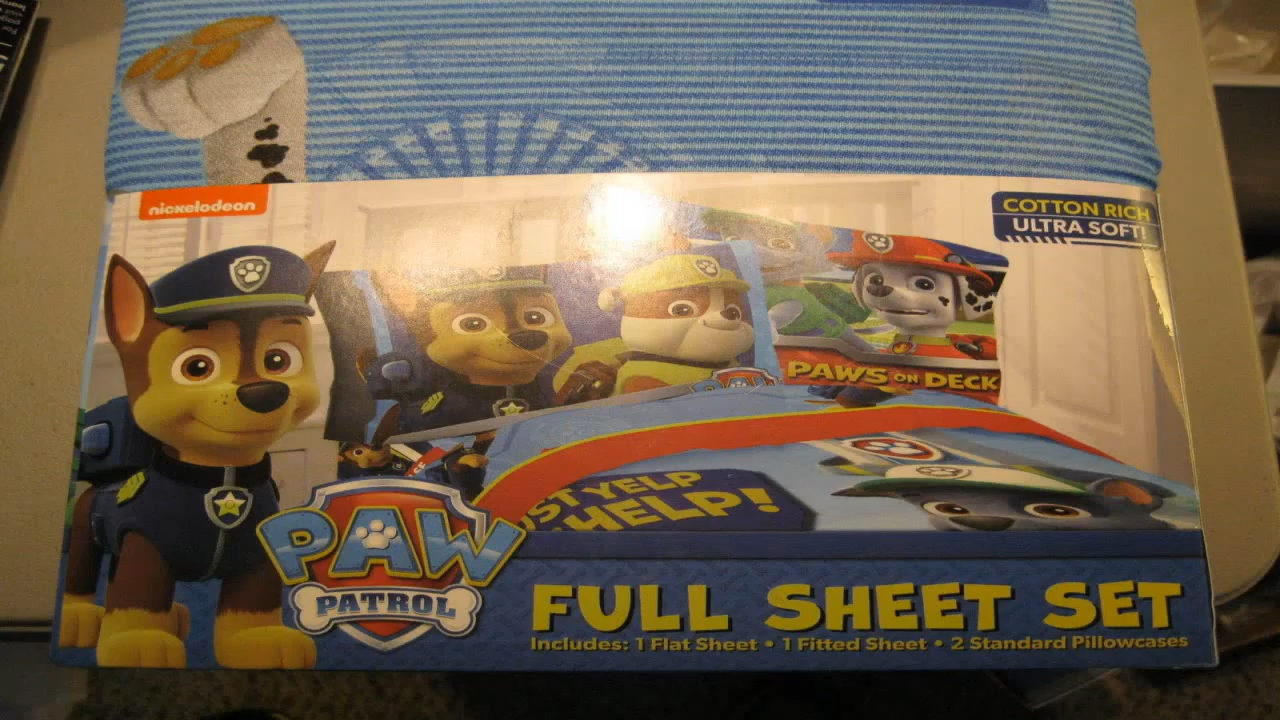 nickelodeon
COTTON RICH
ULTRA SOFT!
PAWS ON DECK
YELP
HELP!
PAW
PATROL
FULL SHEET SET
Includes: 1 Flat Sheet • 1 Fitted Sheet • 2 Standard Pillowcases